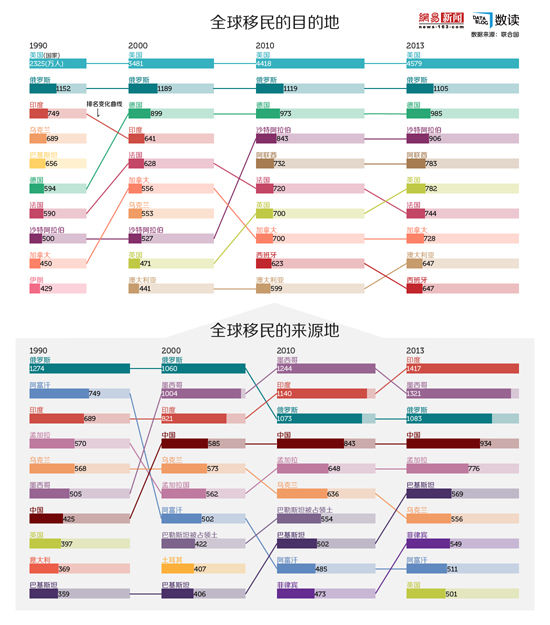 全球移民的目的地
網易 新闻
news·163·com
DATA BLOG 数读
数据来源：联合国
1990
2000
2010
2013
美国(国家)
2325(万人)
美国
3481
美国
4418
美国
4579
俄罗斯
1152
俄罗斯
1189
俄罗斯
1119
俄罗斯
1105
印度
749
排名变化曲线
德国
899
德国
973
德国
985
乌克兰
689
印度
641
沙特阿拉伯
843
沙特阿拉伯
906
巴基斯坦
656
法国
628
阿联酋
732
阿联酋
783
德国
594
加拿大
556
法国
720
英国
782
法国
590
乌克兰
553
英国
700
法国
744
沙特阿拉伯
500
沙特阿拉伯
527
加拿大
700
加拿大
728
加拿大
450
英国
471
西班牙
623
澳大利亚
647
伊朗
429
澳大利亚
441
澳大利亚
599
西班牙
647
全球移民的来源地
1990
2000
2010
2013
俄罗斯
1274
俄罗斯
1060
墨西哥
1244
印度
1417
阿富汗
749
墨西哥
1004
印度
1140
墨西哥
1321
印度
689
印度
821
俄罗斯
1073
俄罗斯
1083
孟加拉
570
中国
585
中国
843
中国
934
乌克兰
568
乌克兰
573
孟加拉
648
孟加拉
776
墨西哥
505
孟加拉国
562
乌克兰
636
巴基斯坦
569
中国
425
阿富汗
502
巴勒斯坦被占领土
554
乌克兰
556
英国
397
巴勒斯坦被占领土
422
巴基斯坦
502
菲律宾
549
意大利
369
土耳其
407
阿富汗
485
阿富汗
511
巴基斯坦
359
巴基斯坦
406
菲律宾
473
英国
501